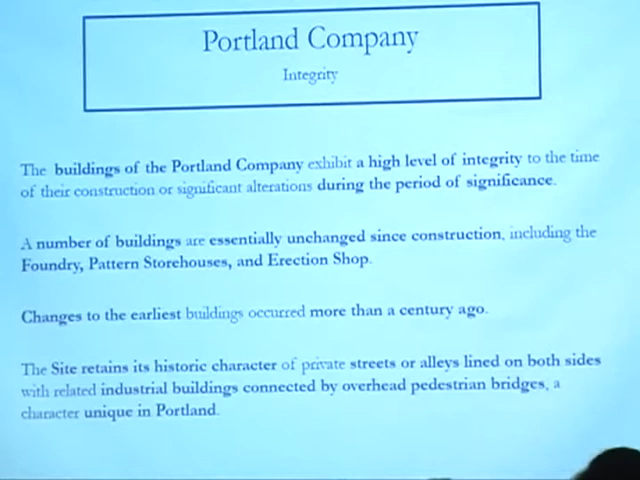 Portland Company
Integrity
The buildings of the Portland Company exhibit a high level of integrity to the time
of their construction or significant alterations during the period of significance.
A number of buildings are essentially unchanged since construction, including the
Foundry, Pattern Storehouses, and Erection Shop.
Changes to the earliest buildings occurred more than a century ago.
The Site retains its historic character of private streets or alleys lined on both sides
with related industrial buildings connected by overhead pedestrian bridges, a
character unique in Portland.